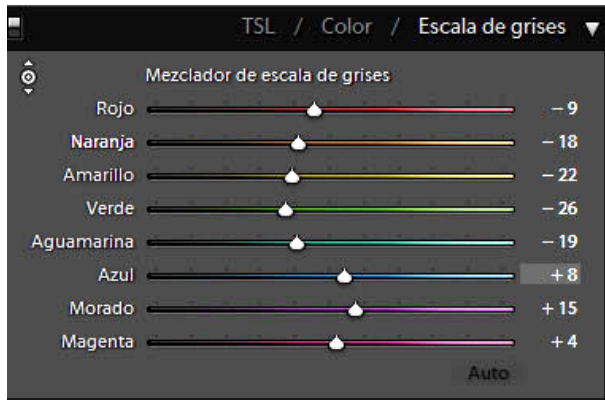 TSL / Color / Escala de grises
Mezclador de escala de grises
Rojo -9
Naranja -18
Amarillo -22
Verde -26
Aguamarina -19
Azul +8
Morado +15
Magenta +4
Auto